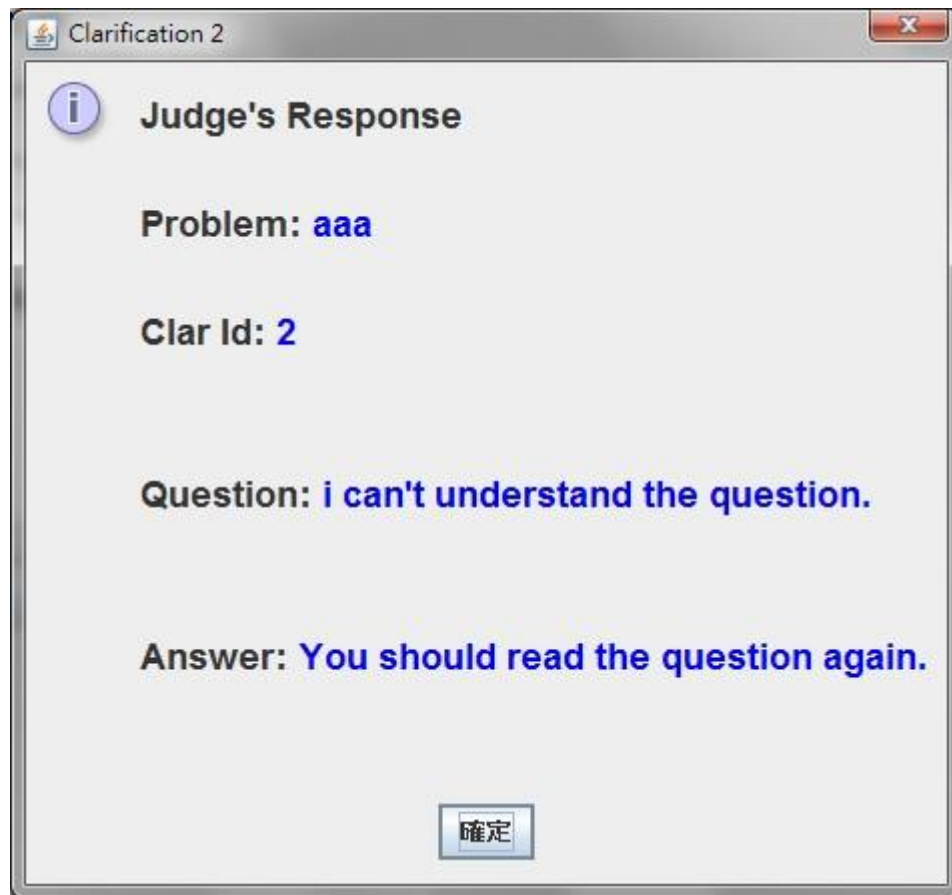 Clarification 2
i
Judge's Response
Problem: aaa
Clar Id: 2
Question: i can't understand the question.
Answer: You should read the question again.
確定